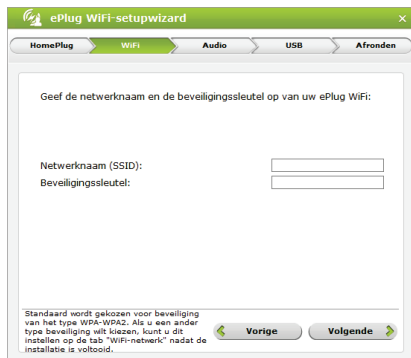 ePlug WiFi-setupwizard
HomePlug
WiFi
Audio
USB
Afronden
Geef de netwerknaam en de beveiligingssleutel op van uw ePlug WiFi:
Netwerknaam (SSID):
Beveiligingssleutel:
Standaard wordt gekozen voor beveiliging
van het type WPA-WPA2. Als u een ander
type beveiliging wilt kiezen, kunt u dit
instellen op de tab "WiFi-netwerk" nadat de
installatie is voltooid.
Vorige
Volgende